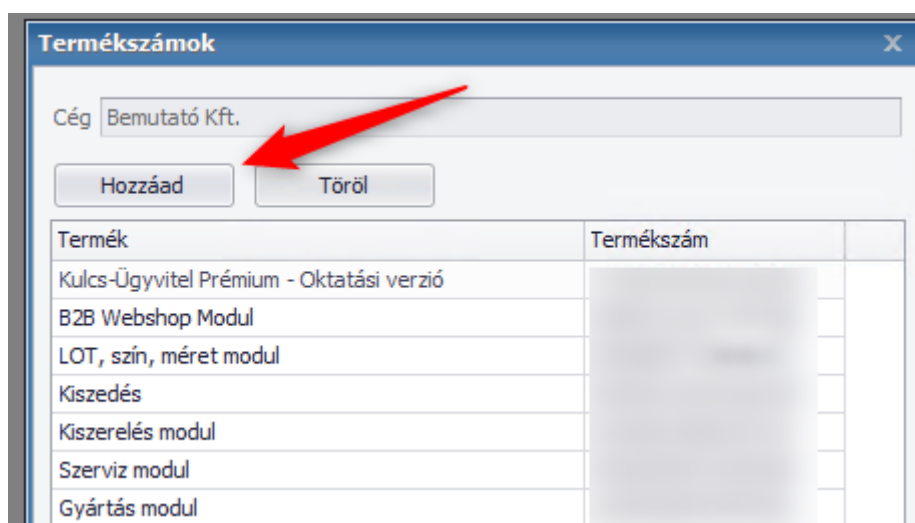 Termékszámok
Cég Bemutató Kft.
Hozzáad Töröl
Termék Termékszám
Kulcs-Ügyvitel Prémium - Oktatási verzió
B2B Webshop Modul
LOT, szín, méret modul
Kiszedés
Kiszerelés modul
Szerviz modul
Gyártás modul